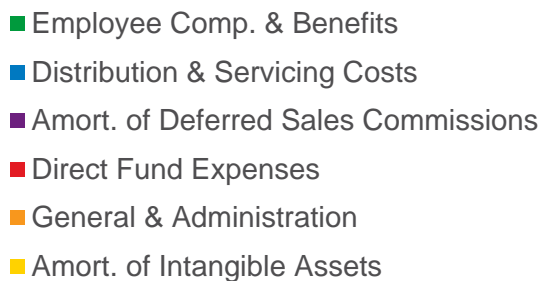 Employee Comp. & Benefits
Distribution & Servicing Costs
Amort. of Deferred Sales Commissions
Direct Fund Expenses
General & Administration
Amort. of Intangible Assets